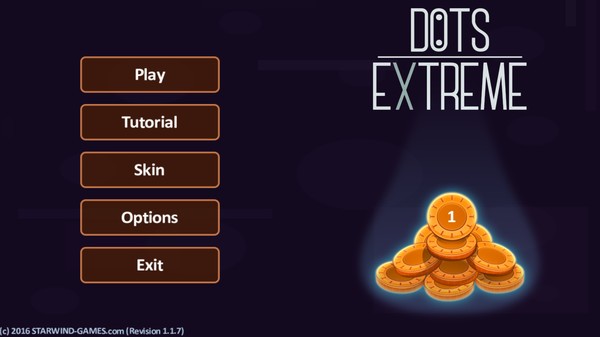 DOTS
EXTREME
Play
Tutorial
Skin
Options
Exit
1
(c) 2016 STARWIND-GAMES.com (Revision 1.1.7)